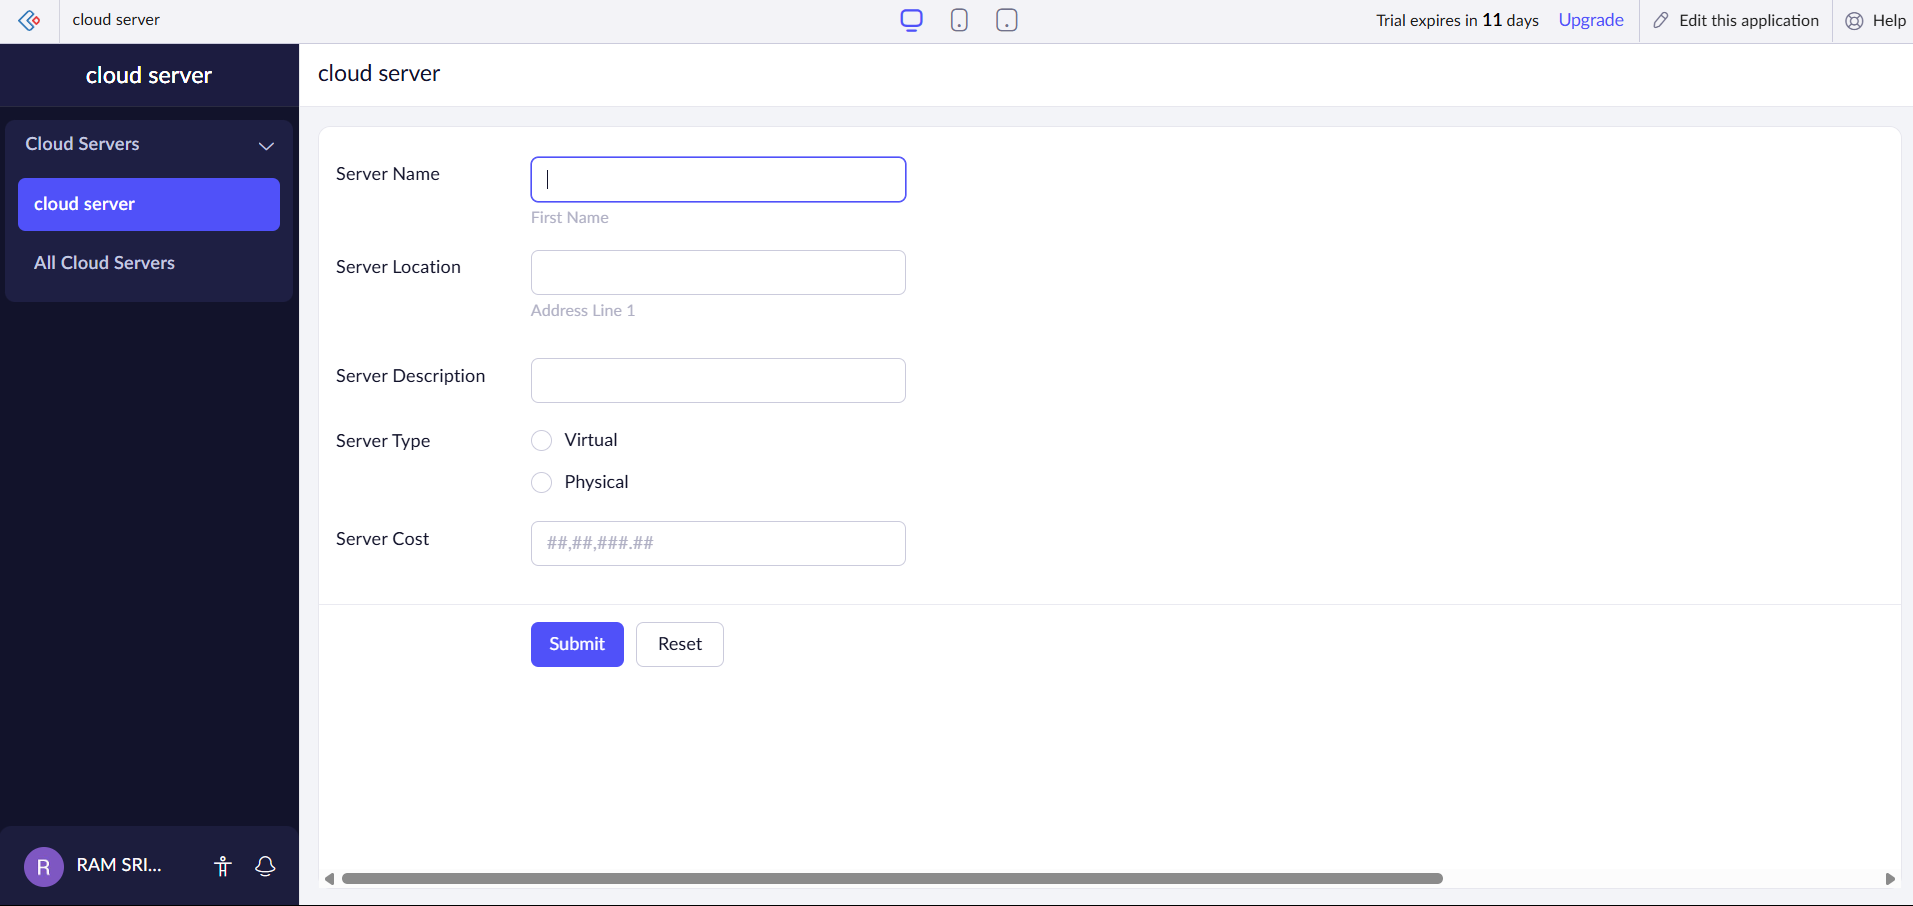 cloud server
Trial expires in 11 days Upgrade Edit this application Help
cloud server
Cloud Servers
cloud server
All Cloud Servers
RAM SRI...
R
cloud server
Server Name
First Name
Server Location
Address Line 1
Server Description
Server Type
Virtual
Physical
Server Cost
##,##,###.##
Submit Reset